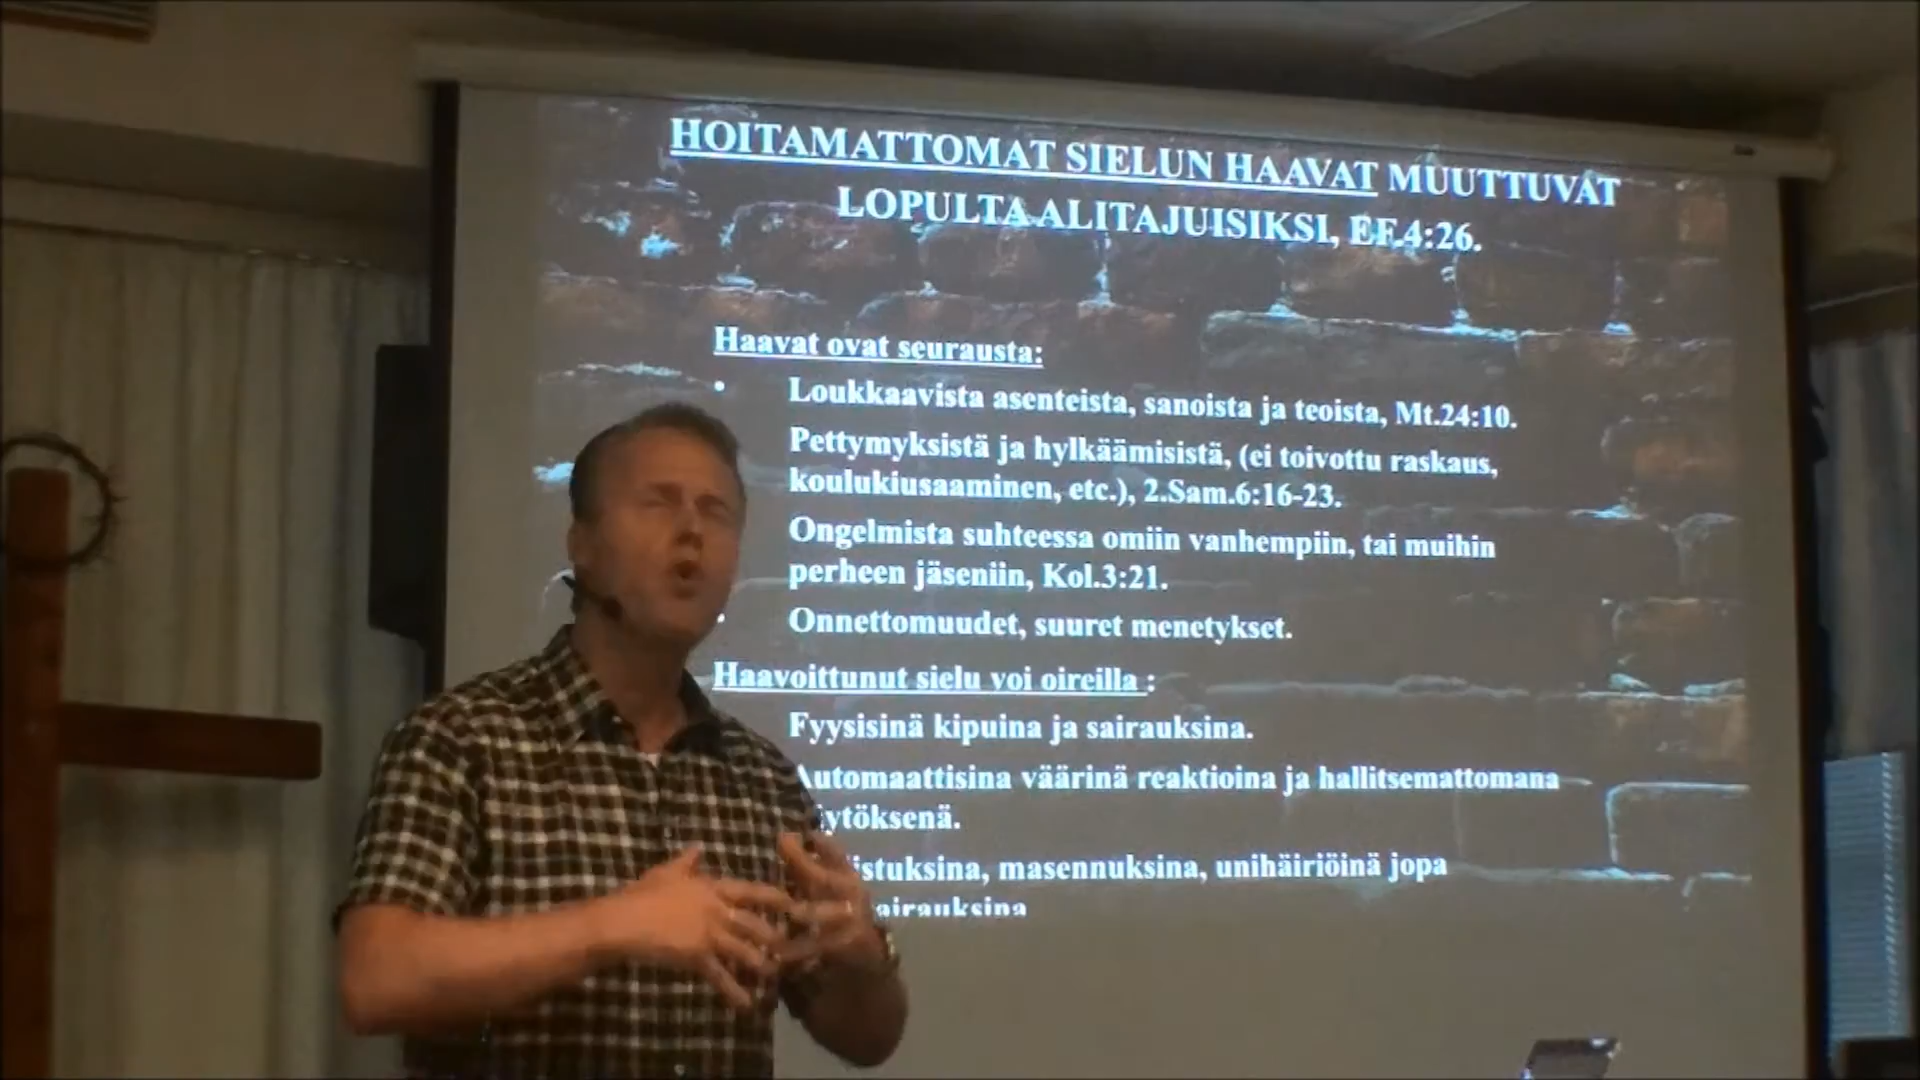 HOITAMATTOMAT SIELUN HAAVAT MUUTTUVAT
LOPULTA ALITAJUISIKSI, EF.4:26.
Haavat ovat seurausta:
• Loukkaavista asenteista, sanoista ja teoista, Mt.24:10.
Pettymyksistä ja hylkäämisistä, (ei toivottu raskaus,
koulukiusaaminen, etc.), 2.Sam.6:16-23.
Ongelmista suhteessa omiin vanhempiin, tai muihin
perheen jäseniin, Kol.3:21.
• Onnettomuudet, suuret menetykset.
Haavoittunut sielu voi oireilla :
Fyysisinä kipuina ja sairauksina.
Automaattisina väärinä reaktioina ja hallitsemattomana
ytöksenä.
istuksina, masennuksina, unihäiriöinä jopa
airauksina